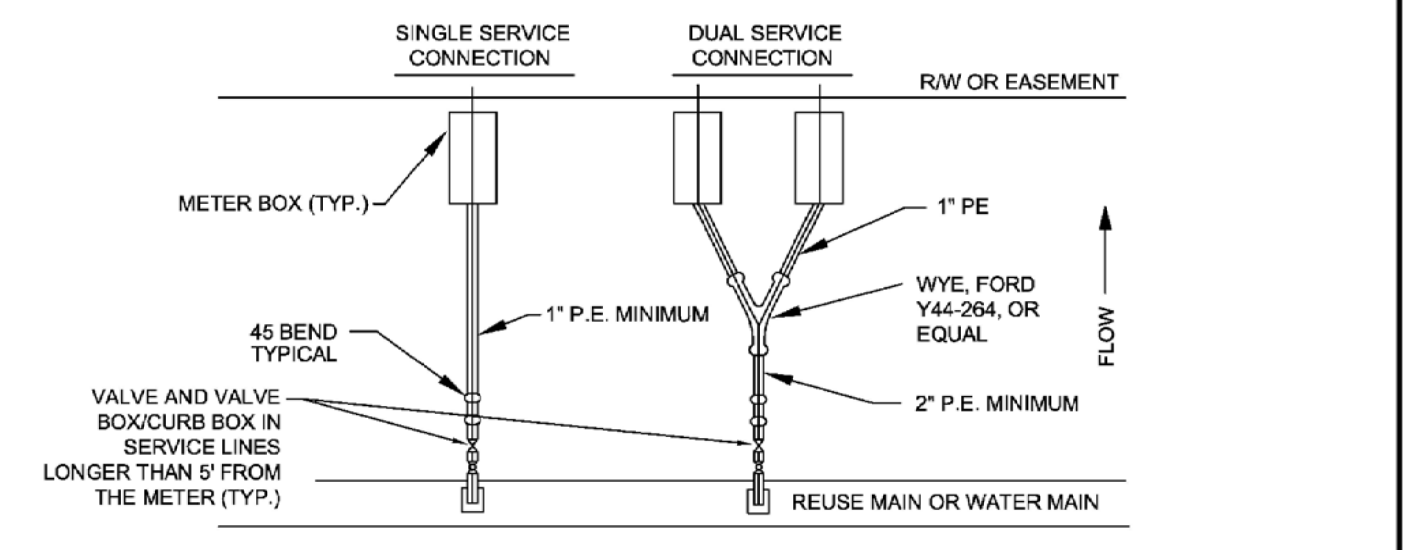 SINGLE SERVICE
CONNECTION
DUAL SERVICE
CONNECTION
R/W OR EASEMENT
METER BOX (TYP.)
1" PE
1" P.E. MINIMUM
WYE, FORD
Y44-264, OR
EQUAL
FLOW
45 BEND
TYPICAL
VALVE AND VALVE
BOX/CURB BOX IN
SERVICE LINES
LONGER THAN 5' FROM
THE METER (TYP.)
2" P.E. MINIMUM
REUSE MAIN OR WATER MAIN